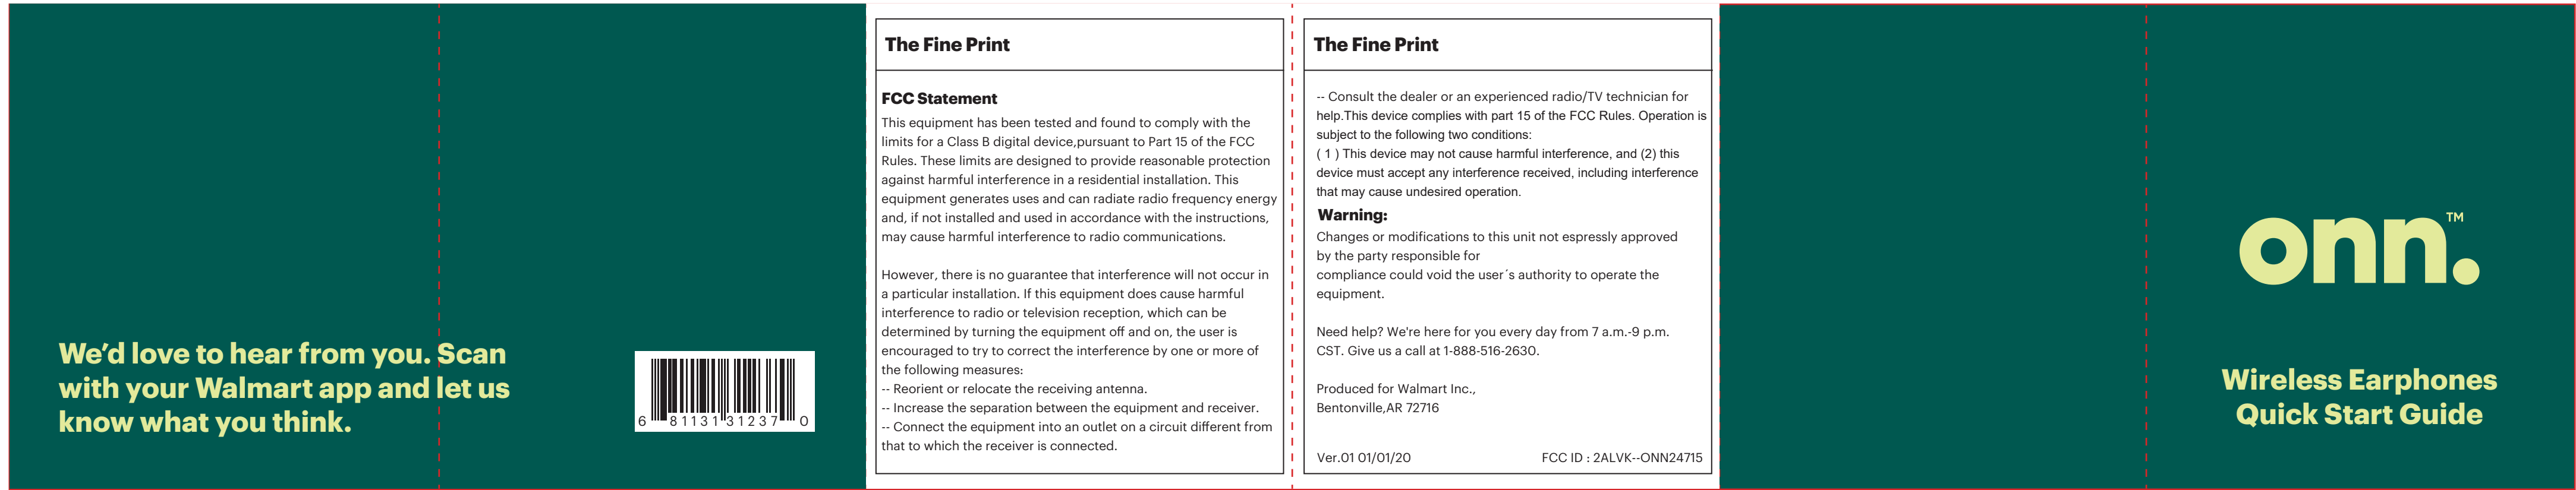 We'd love to hear from you. Scan
with your Walmart app and let us
know what you think.
6 81131 31237 0
The Fine Print
FCC Statement
This equipment has been tested and found to comply with the
limits for a Class B digital device,pursuant to Part 15 of the FCC
Rules. These limits are designed to provide reasonable protection
against harmful interference in a residential installation. This
equipment generates uses and can radiate radio frequency energy
and, if not installed and used in accordance with the instructions,
may cause harmful interference to radio communications.
However, there is no guarantee that interference will not occur in
a particular installation. If this equipment does cause harmful
interference to radio or television reception, which can be
determined by turning the equipment off and on, the user is
encouraged to try to correct the interference by one or more of
the following measures:
-- Reorient or relocate the receiving antenna.
-- Increase the separation between the equipment and receiver.
-- Connect the equipment into an outlet on a circuit different from
that to which the receiver is connected.
The Fine Print
-- Consult the dealer or an experienced radio/TV technician for
help.This device complies with part 15 of the FCC Rules. Operation is
subject to the following two conditions:
( 1 ) This device may not cause harmful interference, and (2) this
device must accept any interference received, including interference
that may cause undesired operation.
Warning:
Changes or modifications to this unit not espressly approved
by the party responsible for
compliance could void the user´s authority to operate the
equipment.
Need help? We're here for you every day from 7 a.m.-9 p.m.
CST. Give us a call at 1-888-516-2630.
Produced for Walmart Inc.,
Bentonville,AR 72716
Ver.01 01/01/20 FCC ID : 2ALVK--ONN24715
onn.™
Wireless Earphones
Quick Start Guide